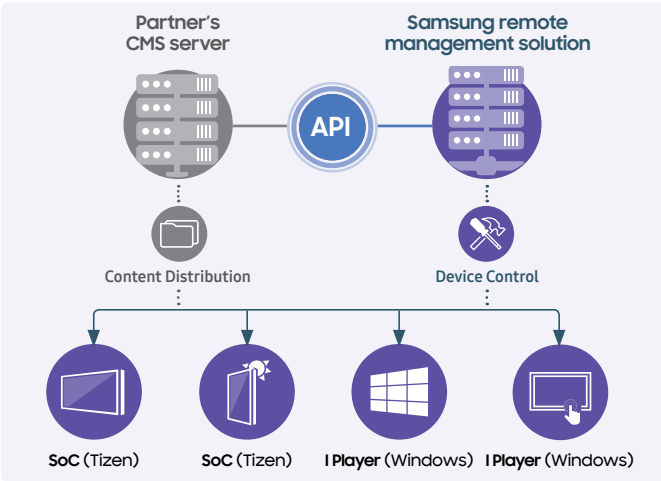 Partner's
CMS server
Samsung remote
management solution
API
Content Distribution
Device Control
SoC (Tizen)
SoC (Tizen)
I Player (Windows)
I Player (Windows)